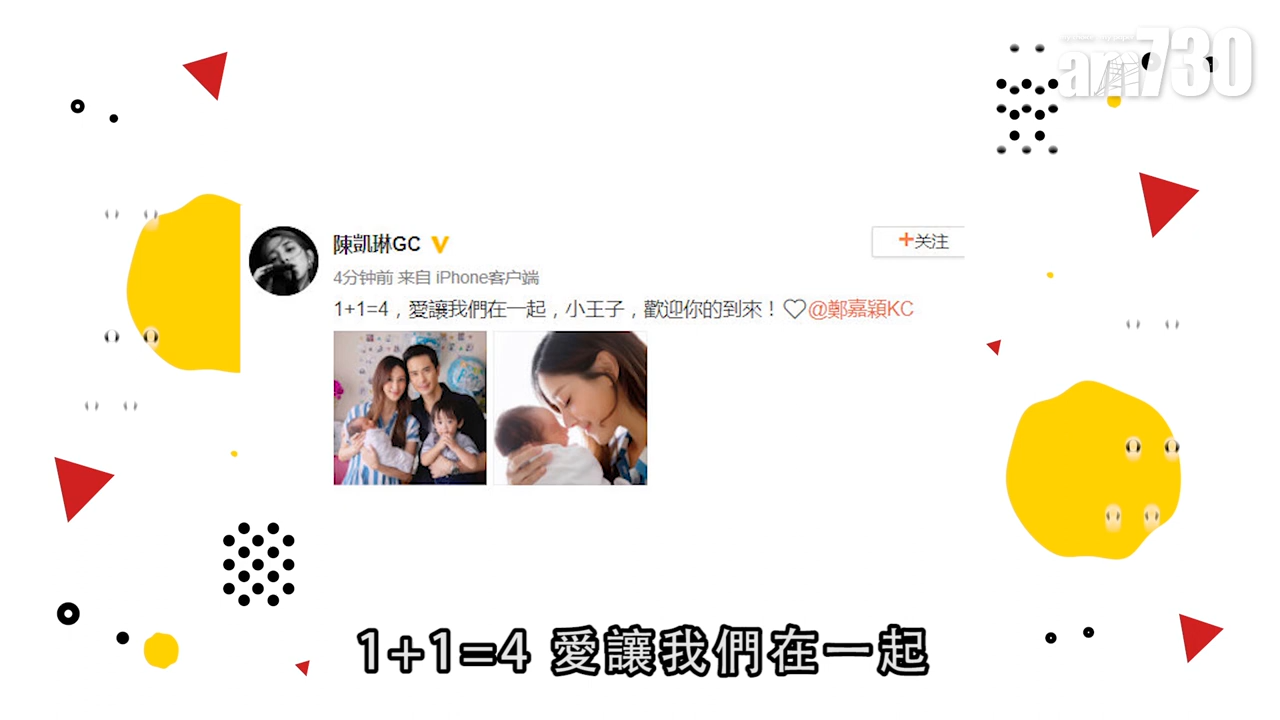 am730
陳凱琳GC
+关注
4分钟前 来自 iPhone客户端
1+1=4，愛讓我們在一起，小王子，歡迎你的到來！♡@鄭嘉穎KC
1+1=4 愛讓我們在一起